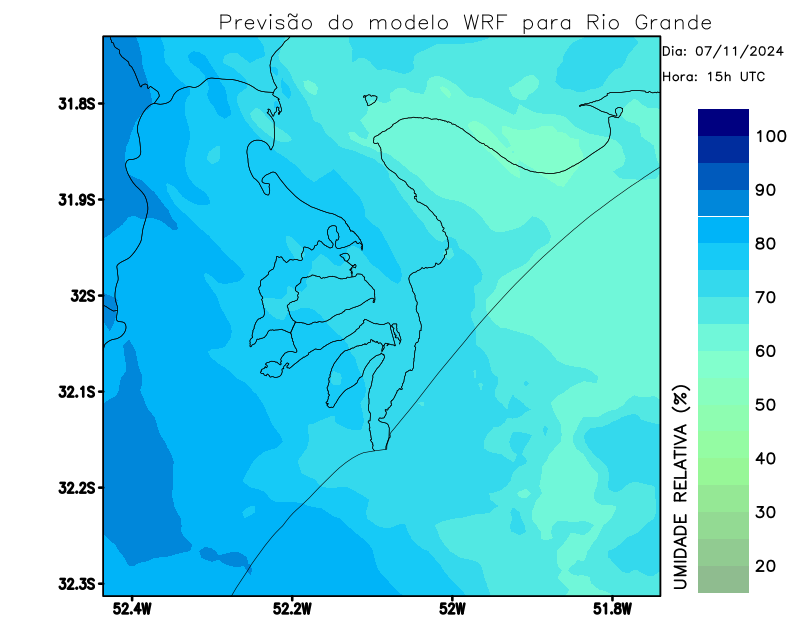 Previsão do modelo WRF para Rio Grande
Dia: 07/11/2024
Hora: 15h UTC
31.8S
31.9S
32S
32.1S
32.2S
32.3S
52.4W
52.2W
52W
51.8W
UMIDADE RELATIVA (%)
100
90
80
70
60
50
40
30
20